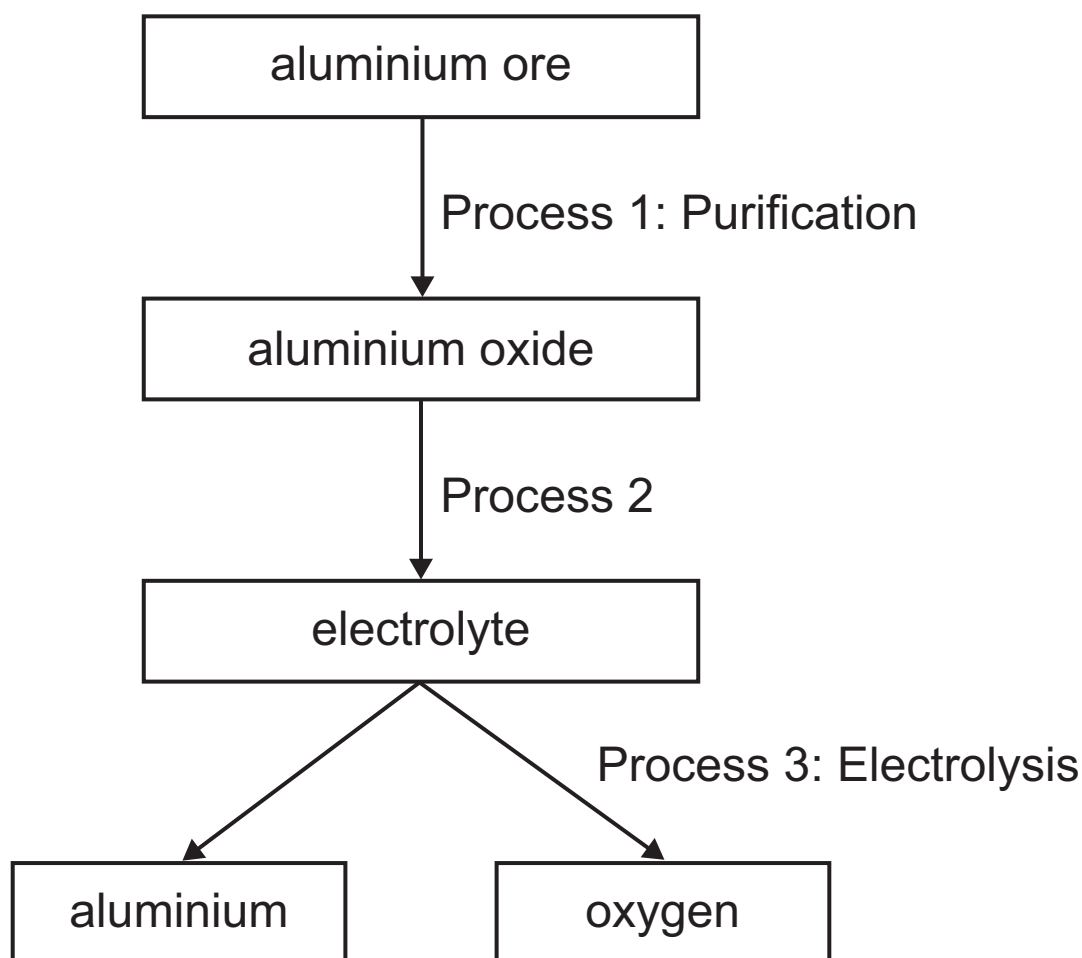 aluminium ore
Process 1: Purification
aluminium oxide
Process 2
electrolyte
Process 3: Electrolysis
aluminium
oxygen